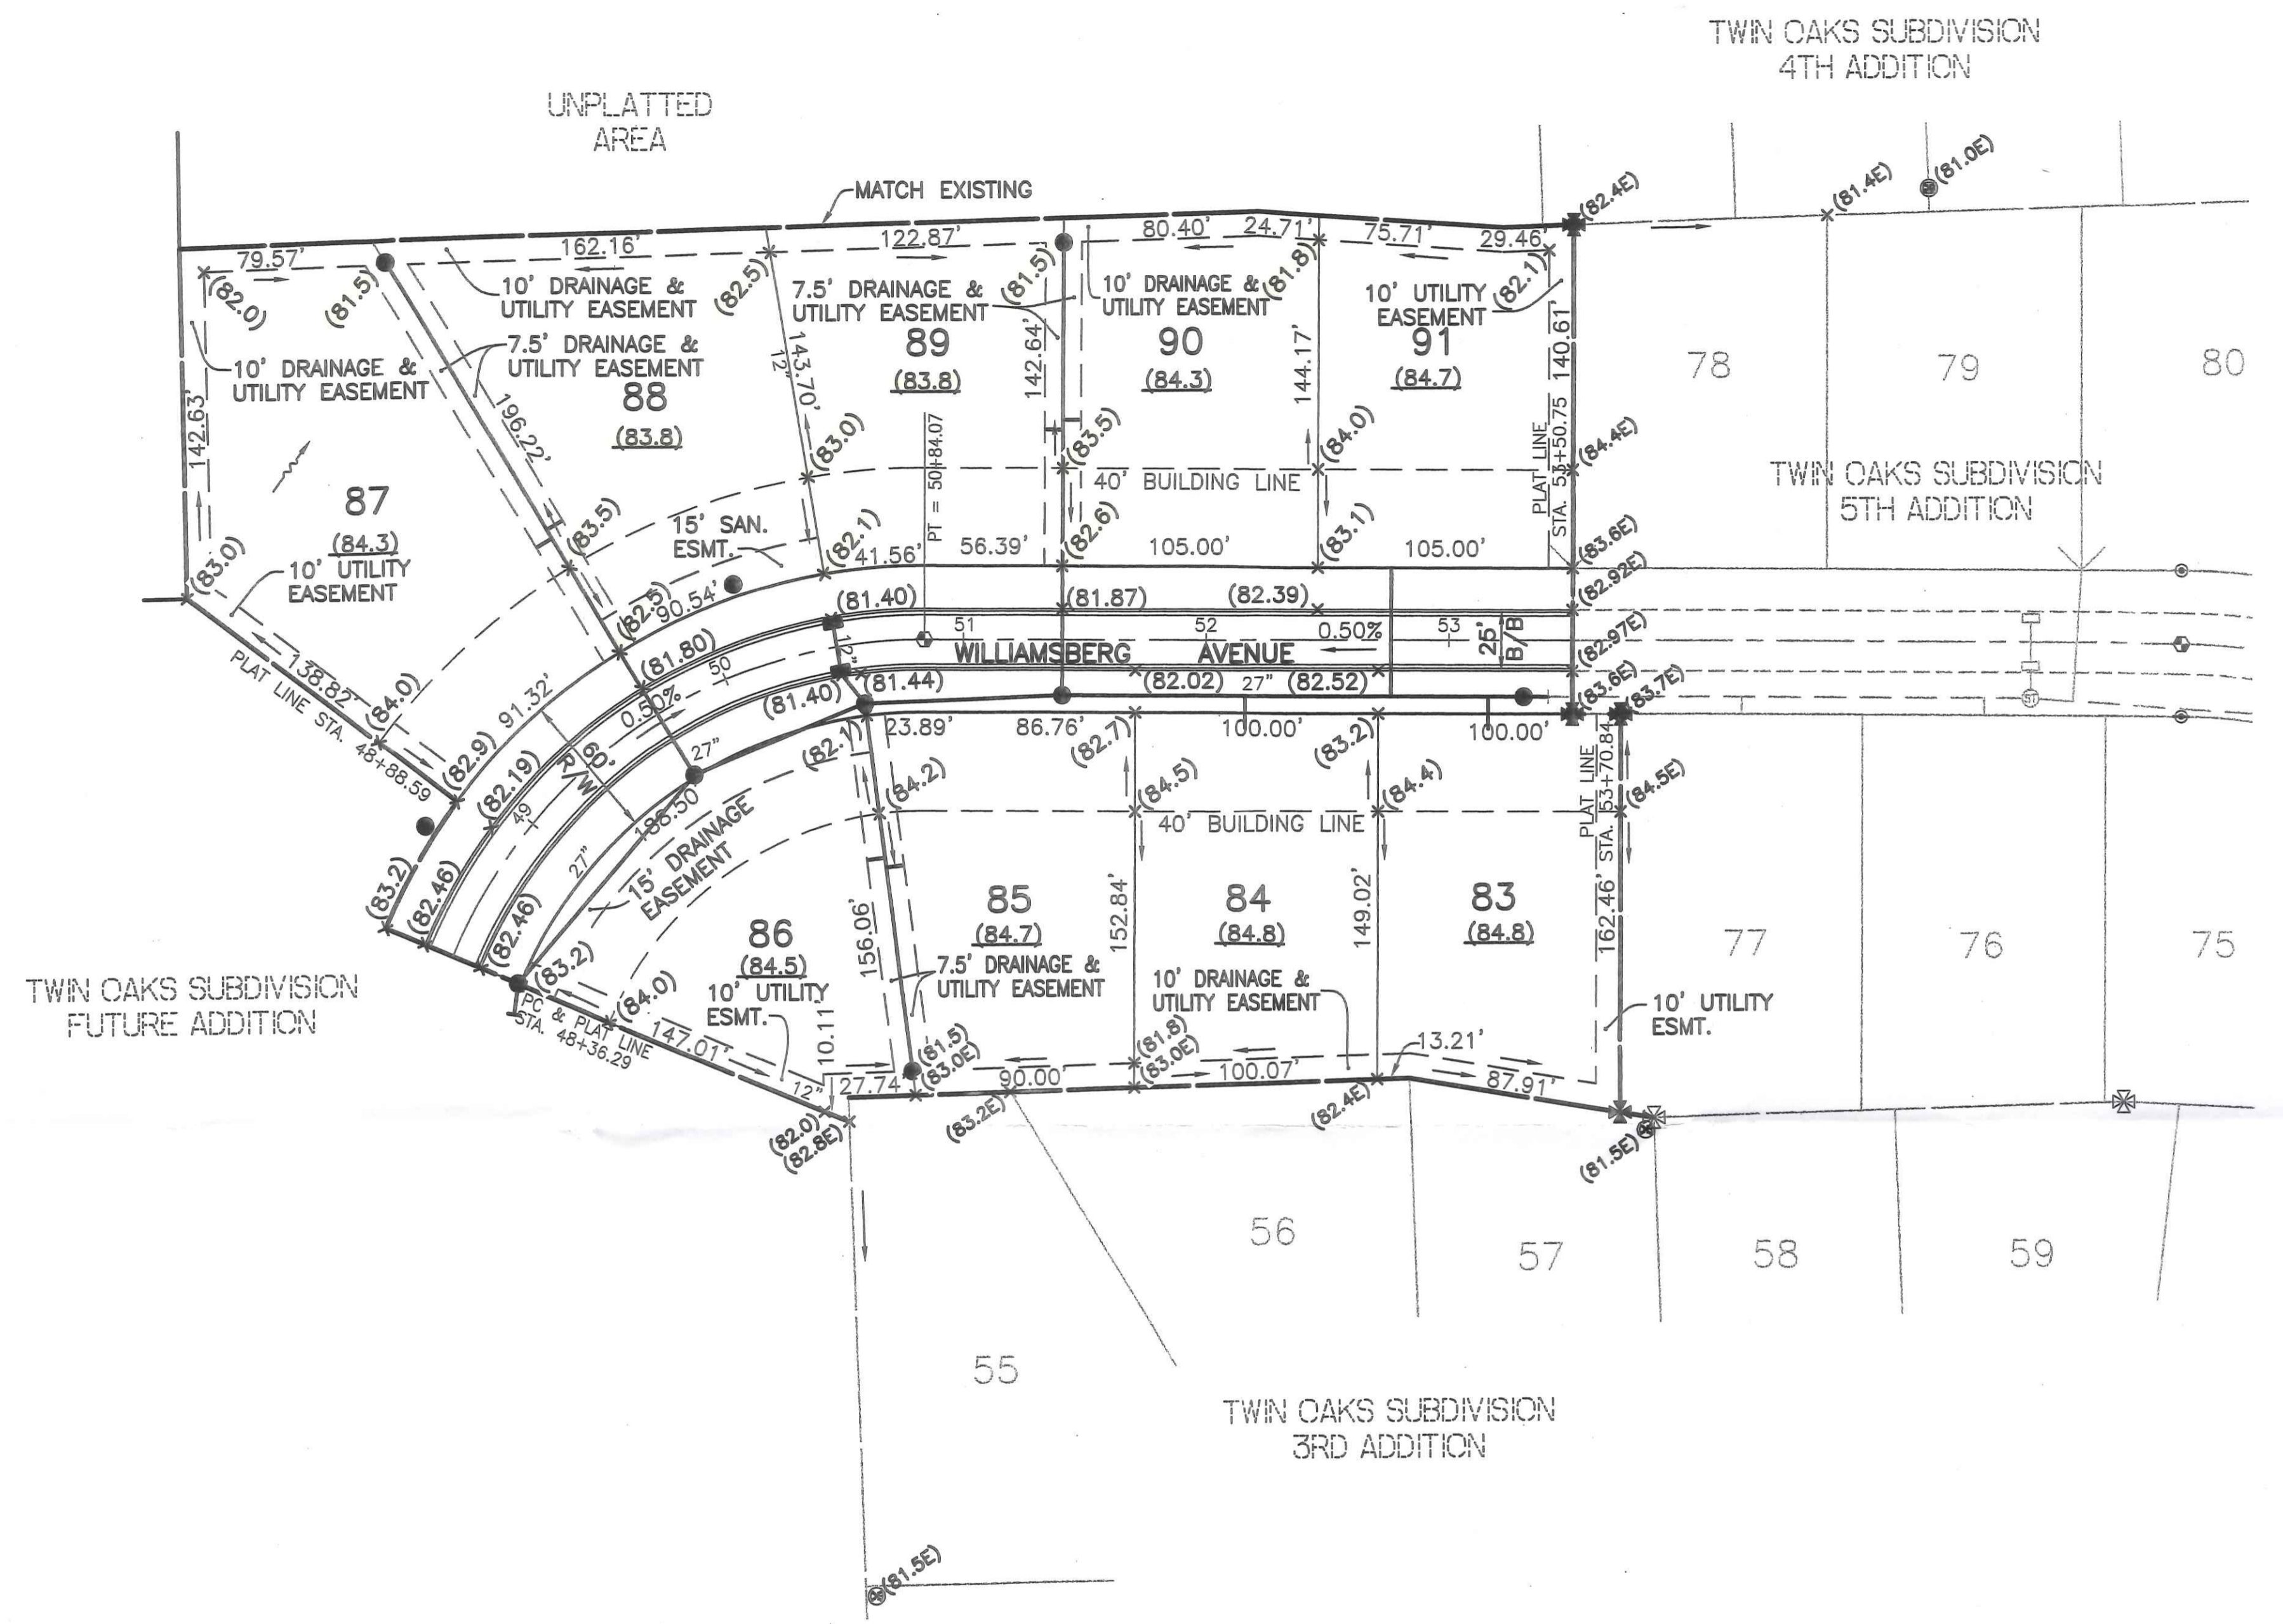 TWIN OAKS SUBDIVISION
4TH ADDITION
UNPLATTED
AREA
MATCH EXISTING
(82.4E)
(81.4E)
(81.0E)
79.57'
162.16'
122.87'
80.40'
24.71'
75.71'
29.46'
(82.0)
(81.5)
(82.5)
(81.5)
(81.8)
(82.1)
10' DRAINAGE &
UTILITY EASEMENT
7.5' DRAINAGE &
UTILITY EASEMENT
10' DRAINAGE &
UTILITY EASEMENT
10' UTILITY
EASEMENT
10' DRAINAGE &
UTILITY EASEMENT
7.5' DRAINAGE &
UTILITY EASEMENT
89
(83.8)
90
(84.3)
91
(84.7)
88
(83.8)
87
(84.3)
78
79
80
142.63'
196.22'
143.70'
12"
142.64'
144.17'
140.61'
PLAT LINE
STA. 53+50.75
PT = 50+84.07
(83.0)
(83.5)
(84.0)
(84.4E)
40' BUILDING LINE
TWIN OAKS SUBDIVISION
5TH ADDITION
(83.5)
15' SAN.
ESMT.
(82.1)
(82.6)
(83.1)
(83.6E)
(82.92E)
41.56'
56.39'
105.00'
105.00'
(83.0)
10' UTILITY
EASEMENT
(82.5)
90.54'
(81.40)
(81.87)
(82.39)
51
52
0.50%
53
25'
B/B
WILLIAMSBERG AVENUE
(82.97E)
12"
138.82'
PLAT LINE STA. 48+88.59
(84.0)
91.32'
(81.80)
50
0.50%
(81.40)
(81.44)
(82.02)
27"
(82.52)
(83.6E)
(83.7E)
(82.9)
(82.19)
49
60'
R/W
27"
(82.1)
23.89'
86.76'
(82.7)
100.00'
(83.2)
100.00'
PLAT LINE
STA. 53+70.84
188.50'
27"
15' DRAINAGE
EASEMENT
(84.2)
(84.5)
(84.4)
(84.5E)
40' BUILDING LINE
(83.2)
(82.46)
(82.46)
(83.2)
86
(84.5)
85
(84.7)
84
(84.8)
83
(84.8)
77
76
75
156.06'
152.84'
149.02'
162.46'
TWIN OAKS SUBDIVISION
FUTURE ADDITION
PC & PLAT LINE
STA. 48+36.29
(84.0)
147.01'
10' UTILITY
ESMT.
10.11'
7.5' DRAINAGE &
UTILITY EASEMENT
10' DRAINAGE &
UTILITY EASEMENT
10' UTILITY
ESMT.
12"
27.74'
(81.5)
(83.0E)
90.00'
(81.8)
(83.0E)
100.07'
13.21'
87.91'
(82.0)
(82.8E)
(83.2E)
(82.4E)
(81.5E)
56
57
58
59
55
TWIN OAKS SUBDIVISION
3RD ADDITION
(81.5E)